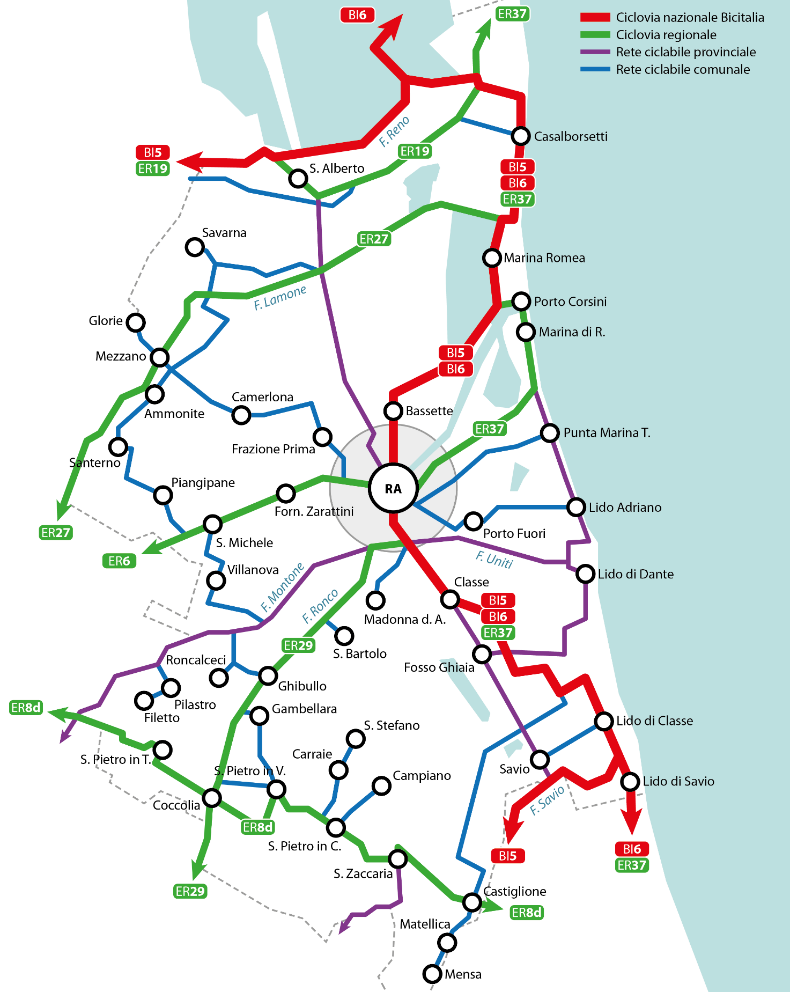 BI6
ER37
Ciclovia nazionale Bicitalia
Ciclovia regionale
Rete ciclabile provinciale
Rete ciclabile comunale
F. Reno
Casalborsetti
BI5
ER19
ER19
S. Alberto
BI5
BI6
ER37
Savarna
ER27
Marina Romea
F. Lamone
Porto Corsini
Glorie
Marina di R.
Mezzano
BI5
BI6
Camerlona
Ammonite
Bassette
ER37
Punta Marina T.
Frazione Prima
Santerno
Piangipane
RA
Forn. Zarattini
Lido Adriano
ER27
Porto Fuori
S. Michele
ER6
F. Uniti
Villanova
Lido di Dante
F. Montone
Classe
F. Ronco
BI5
BI6
ER37
Madonna d. A.
ER29
S. Bartolo
Roncalceci
Fosso Ghiaia
Ghibullo
Pilastro
ER8d
Filetto
Gambellara
S. Stefano
Lido di Classe
S. Pietro in T.
Carraie
S. Pietro in V.
Savio
Campiano
Lido di Savio
Coccolia
F. Savio
ER8d
S. Pietro in C.
BI6
ER37
BI5
S. Zaccaria
ER29
Castiglione
ER8d
Matellica
Mensa